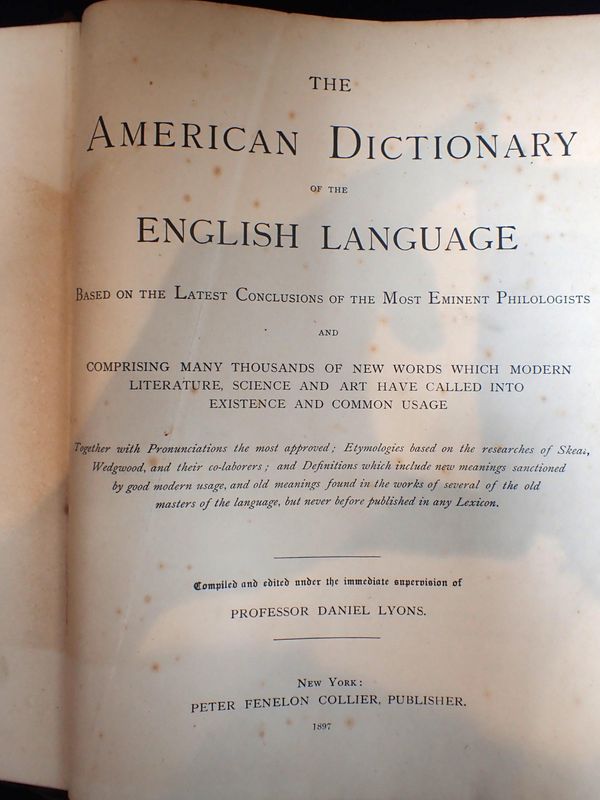 THE
AMERICAN DICTIONARY
OF THE
ENGLISH LANGUAGE
BASED ON THE LATEST CONCLUSIONS OF THE MOST EMINENT PHILOLOGISTS
AND
COMPRISING MANY THOUSANDS OF NEW WORDS WHICH MODERN
LITERATURE, SCIENCE AND ART HAVE CALLED INTO
EXISTENCE AND COMMON USAGE
Together with Pronunciations the most approved; Etymologies based on the researches of Skeat,
Wedgwood, and their co-laborers; and Definitions which include new meanings sanctioned
by good modern usage, and old meanings found in the works of several of the old
masters of the language, but never before published in any Lexicon.
Compiled and edited under the immediate supervision of
PROFESSOR DANIEL LYONS.
NEW YORK:
PETER FENELON COLLIER, PUBLISHER.
1897